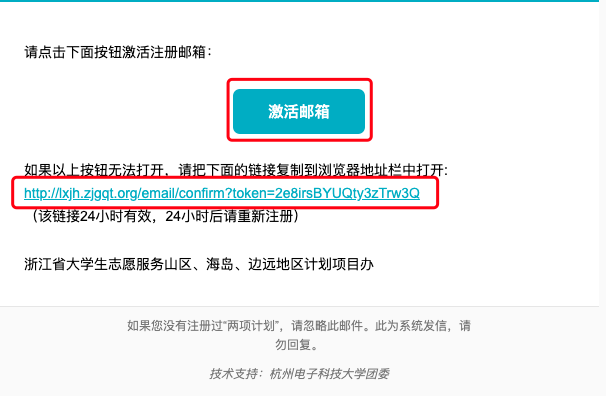 请点击下面按钮激活注册邮箱：
激活邮箱
如果以上按钮无法打开，请把下面的链接复制到浏览器地址栏中打开:
http://lxjh.zjgqt.org/email/confirm?token=2e8irsBYUQty3zTrw3Q
（该链接24小时有效，24小时后请重新注册）
浙江省大学生志愿服务山区、海岛、边远地区计划项目办
如果您没有注册过“两项计划”，请忽略此邮件。此为系统发信，请
勿回复。
技术支持：杭州电子科技大学团委